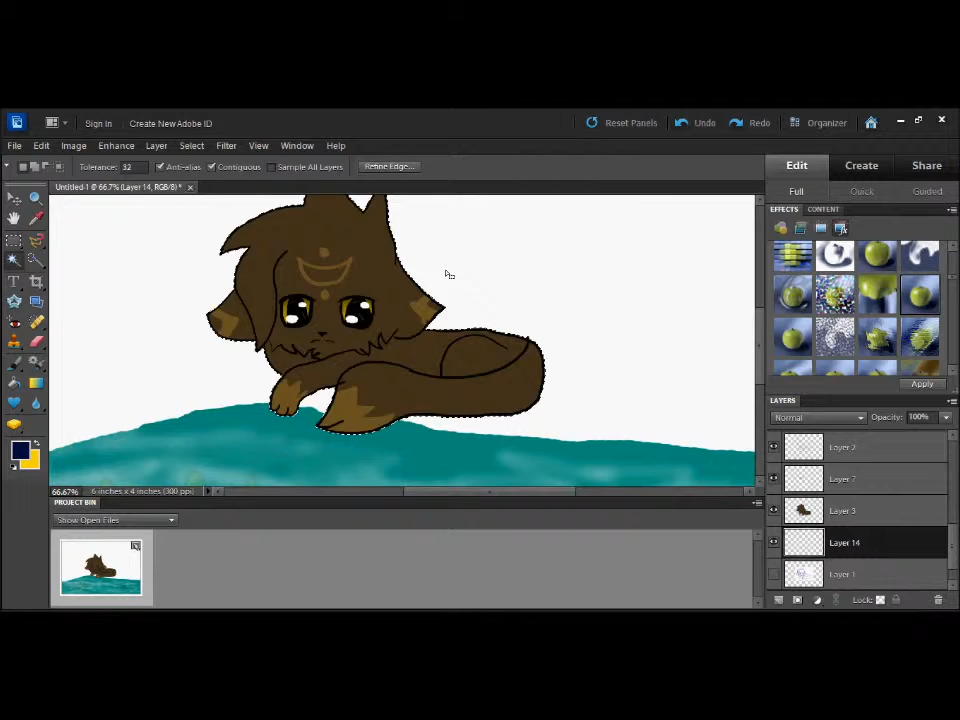 Sign In Create New Adobe ID Reset Panels Undo Redo Organizer
File Edit Image Enhance Layer Select Filter View Window Help
Tolerance: 32 Anti-alias Contiguous Sample All Layers Refine Edge... Edit Create Share
Untitled-1 @ 66.7% (Layer 14, RGB/8) * Full Quick Guided
EFFECTS CONTENT
Apply
LAYERS
Normal Opacity: 100%
Layer 2
Layer 7
66.67% 6 inches x 4 inches (300 ppi)
PROJECT BIN
Layer 3
Show Open Files
Layer 14
Layer 1
Lock: